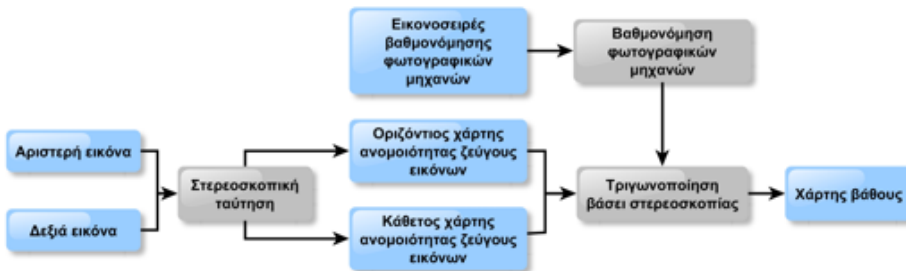 Εικονοσειρές
βαθμονόμησης
φωτογραφικών
μηχανών
Βαθμονόμηση
φωτογραφικών
μηχανών
Αριστερή εικόνα
Δεξιά εικόνα
Στερεοσκοπική
ταύτηση
Οριζόντιος χάρτης
ανομοιότητας ζεύγους
εικόνων
Κάθετος χάρτης
ανομοιότητας ζεύγους
εικόνων
Τριγωνοποίηση
βάσει στερεοσκοπίας
Χάρτης βάθους